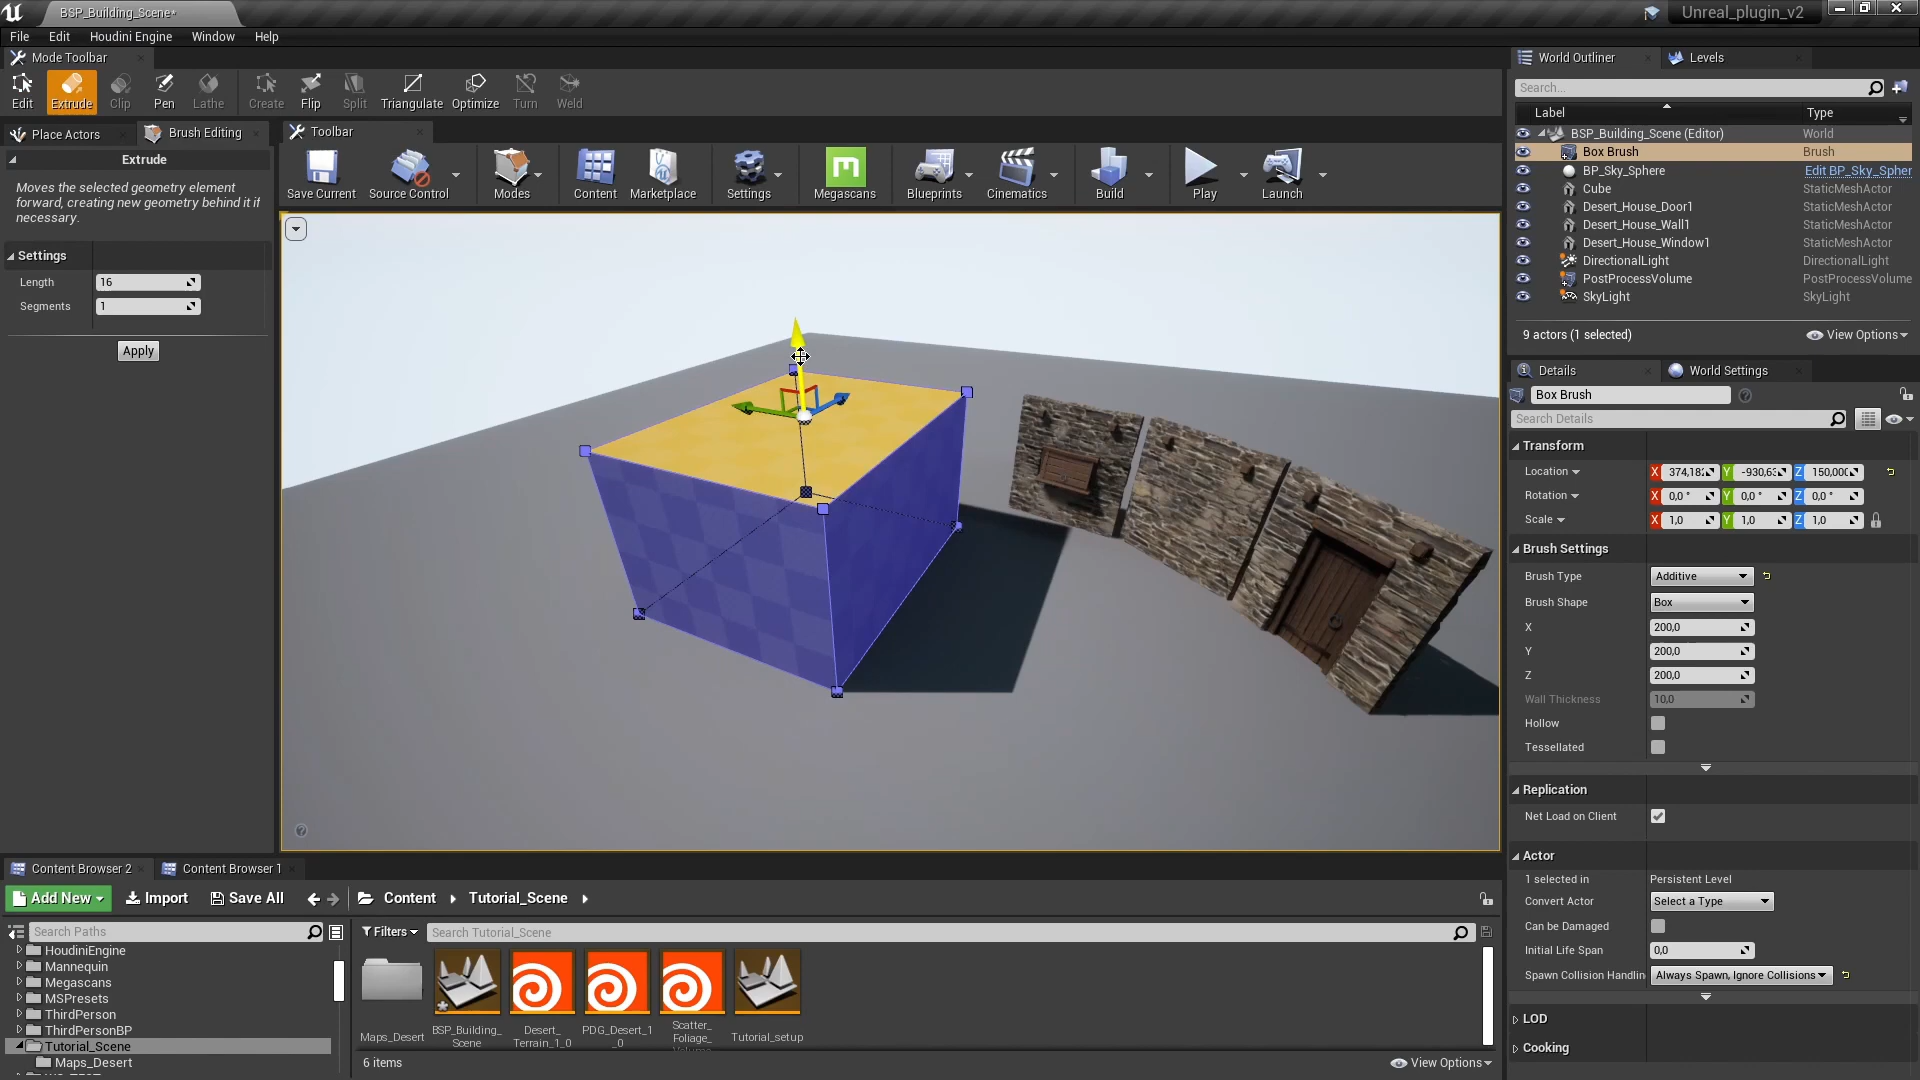 BSP_Building_Scene*
Unreal_plugin_v2
File Edit Houdini Engine Window Help
Mode Toolbar
Edit Extrude Clip Pen Lathe Create Flip Split Triangulate Optimize Turn Weld
Place Actors Brush Editing
Extrude
Moves the selected geometry element
forward, creating new geometry behind it if
necessary.
Settings
Length 16
Segments 1
Apply
Toolbar
Save Current Source Control Modes Content Marketplace Settings Megascans Blueprints Cinematics Build Play Launch
World Outliner Levels
Search...
Label Type
BSP_Building_Scene (Editor) World
Box Brush Brush
BP_Sky_Sphere Edit BP_Sky_Spher
Cube StaticMeshActor
Desert_House_Door1 StaticMeshActor
Desert_House_Wall1 StaticMeshActor
Desert_House_Window1 StaticMeshActor
DirectionalLight DirectionalLight
PostProcessVolume PostProcessVolume
SkyLight SkyLight
9 actors (1 selected) View Options
Details World Settings
Box Brush
Search Details
Transform
Location X 374,18 Y -930,63 Z 150,000
Rotation X 0,0 ° Y 0,0 ° Z 0,0 °
Scale X 1,0 Y 1,0 Z 1,0
Brush Settings
Brush Type Additive
Brush Shape Box
X 200,0
Y 200,0
Z 200,0
Wall Thickness 10,0
Hollow
Tessellated
Replication
Net Load on Client
Actor
1 selected in Persistent Level
Convert Actor Select a Type
Can be Damaged
Initial Life Span 0,0
Spawn Collision Handlin Always Spawn, Ignore Collisions
LOD
Cooking
Content Browser 2 Content Browser 1
Add New Import Save All Content Tutorial_Scene
Search Paths
Filters Search Tutorial_Scene
HoudiniEngine
Mannequin
Megascans
MSPresets
ThirdPerson
ThirdPersonBP
Tutorial_Scene
Maps_Desert
Maps_Desert
BSP_Building_
Scene
Desert_
Terrain_1_0
PDG_Desert_1
_0
Scatter_
Foliage_
Tutorial_setup
6 items View Options